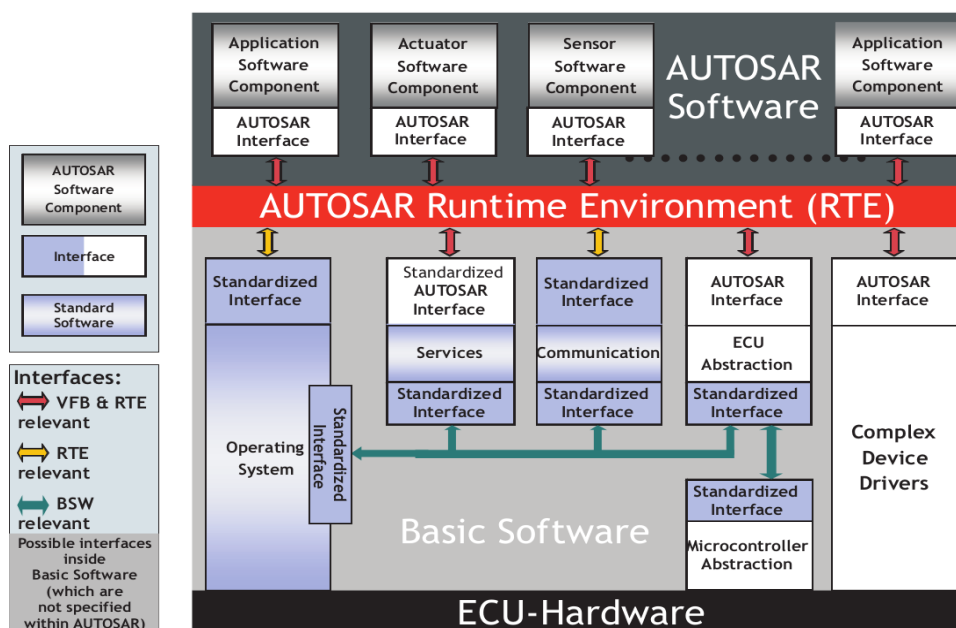 Application
Software
Component
AUTOSAR
Interface
Actuator
Software
Component
AUTOSAR
Interface
Sensor
Software
Component
AUTOSAR
Interface
AUTOSAR
Software
Application
Software
Component
AUTOSAR
Interface
AUTOSAR
Software
Component
Interface
Standard
Software
Interfaces:
VFB & RTE
relevant
RTE
relevant
BSW
relevant
Possible interfaces
inside
Basic Software
(which are
not specified
within AUTOSAR)
AUTOSAR Runtime Environment (RTE)
Standardized
Interface
Operating
System
Standardized
Interface
Standardized
AUTOSAR
Interface
Services
Standardized
Interface
Standardized
Interface
Communication
Standardized
Interface
AUTOSAR
Interface
ECU
Abstraction
Standardized
Interface
Standardized
Interface
Microcontroller
Abstraction
AUTOSAR
Interface
Complex
Device
Drivers
Basic Software
ECU-Hardware